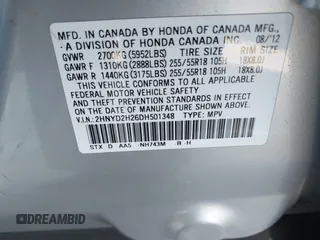 MFD. IN CANADA BY HONDA OF CANADA MFG.,
A DIVISION OF HONDA CANADA INC. 08/12
GVWR 2700KG (5952LBS) TIRE SIZE RIM SIZE
GAWR F 1310KG (2888LBS) 255/55R18 105H 18X8.0J
GAWR R 1440KG (3175LBS) 255/55R18 105H 18X8.0J
THIS VEHICLE CONFORMS TO ALL APPLICABLE
FEDERAL MOTOR VEHICLE SAFETY STANDARDS IN
EFFECT ON THE DATE OF MANUFACTURE SHOWN ABOVE.
V.I.N.: 2HNYD2H26DH501348 TYPE: MPV
STX D AA5 NH743M B H
DREAMBID